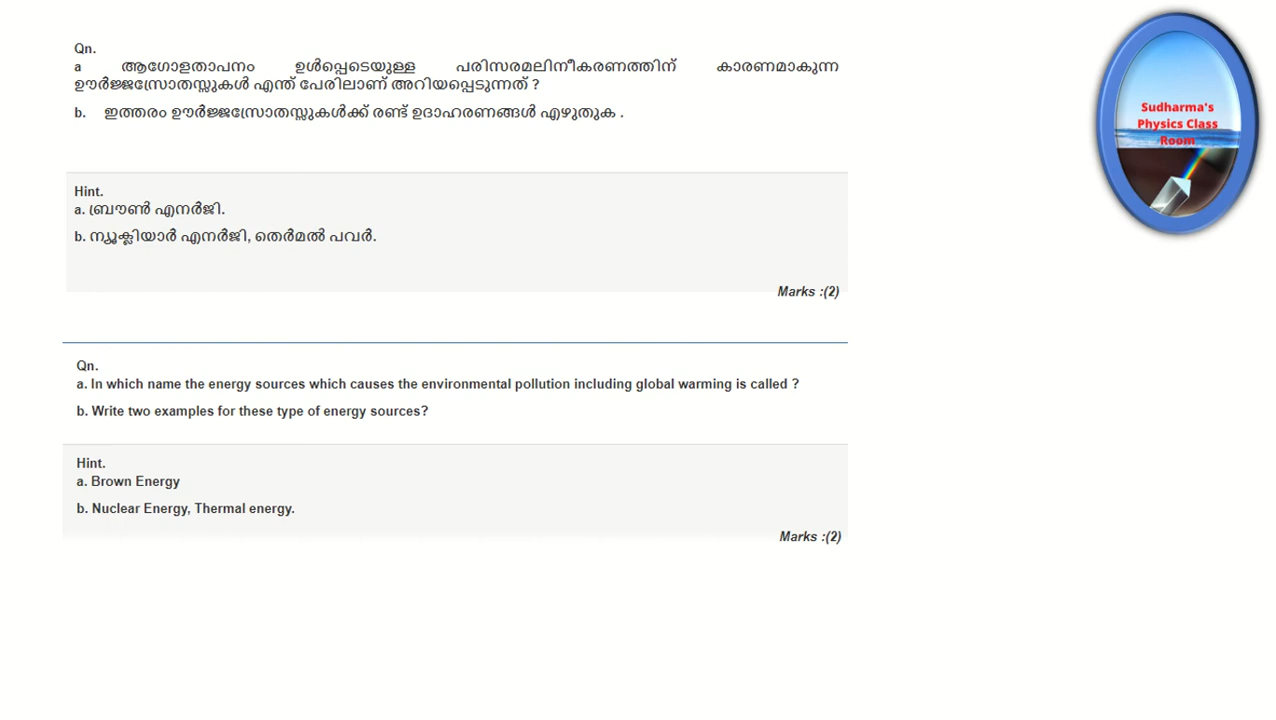 Qn.
a ആഗോളതാപനം ഉൾപ്പെടെയുള്ള പരിസരമലിനീകരണത്തിന് കാരണമാകുന്ന
ഊർജ്ജസ്രോതസ്സുകൾ എന്ത് പേരിലാണ് അറിയപ്പെടുന്നത് ?
b. ഇത്തരം ഊർജ്ജസ്രോതസ്സുകൾക്ക് രണ്ട് ഉദാഹരണങ്ങൾ എഴുതുക .
Hint.
a. ബ്രൗൺ എനർജി.
b. ന്യൂക്ലിയാർ എനർജി, തെർമൽ പവർ.
Marks :(2)
Qn.
a. In which name the energy sources which causes the environmental pollution including global warming is called ?
b. Write two examples for these type of energy sources?
Hint.
a. Brown Energy
b. Nuclear Energy, Thermal energy.
Marks :(2)
Sudharma's
Physics Class
Room